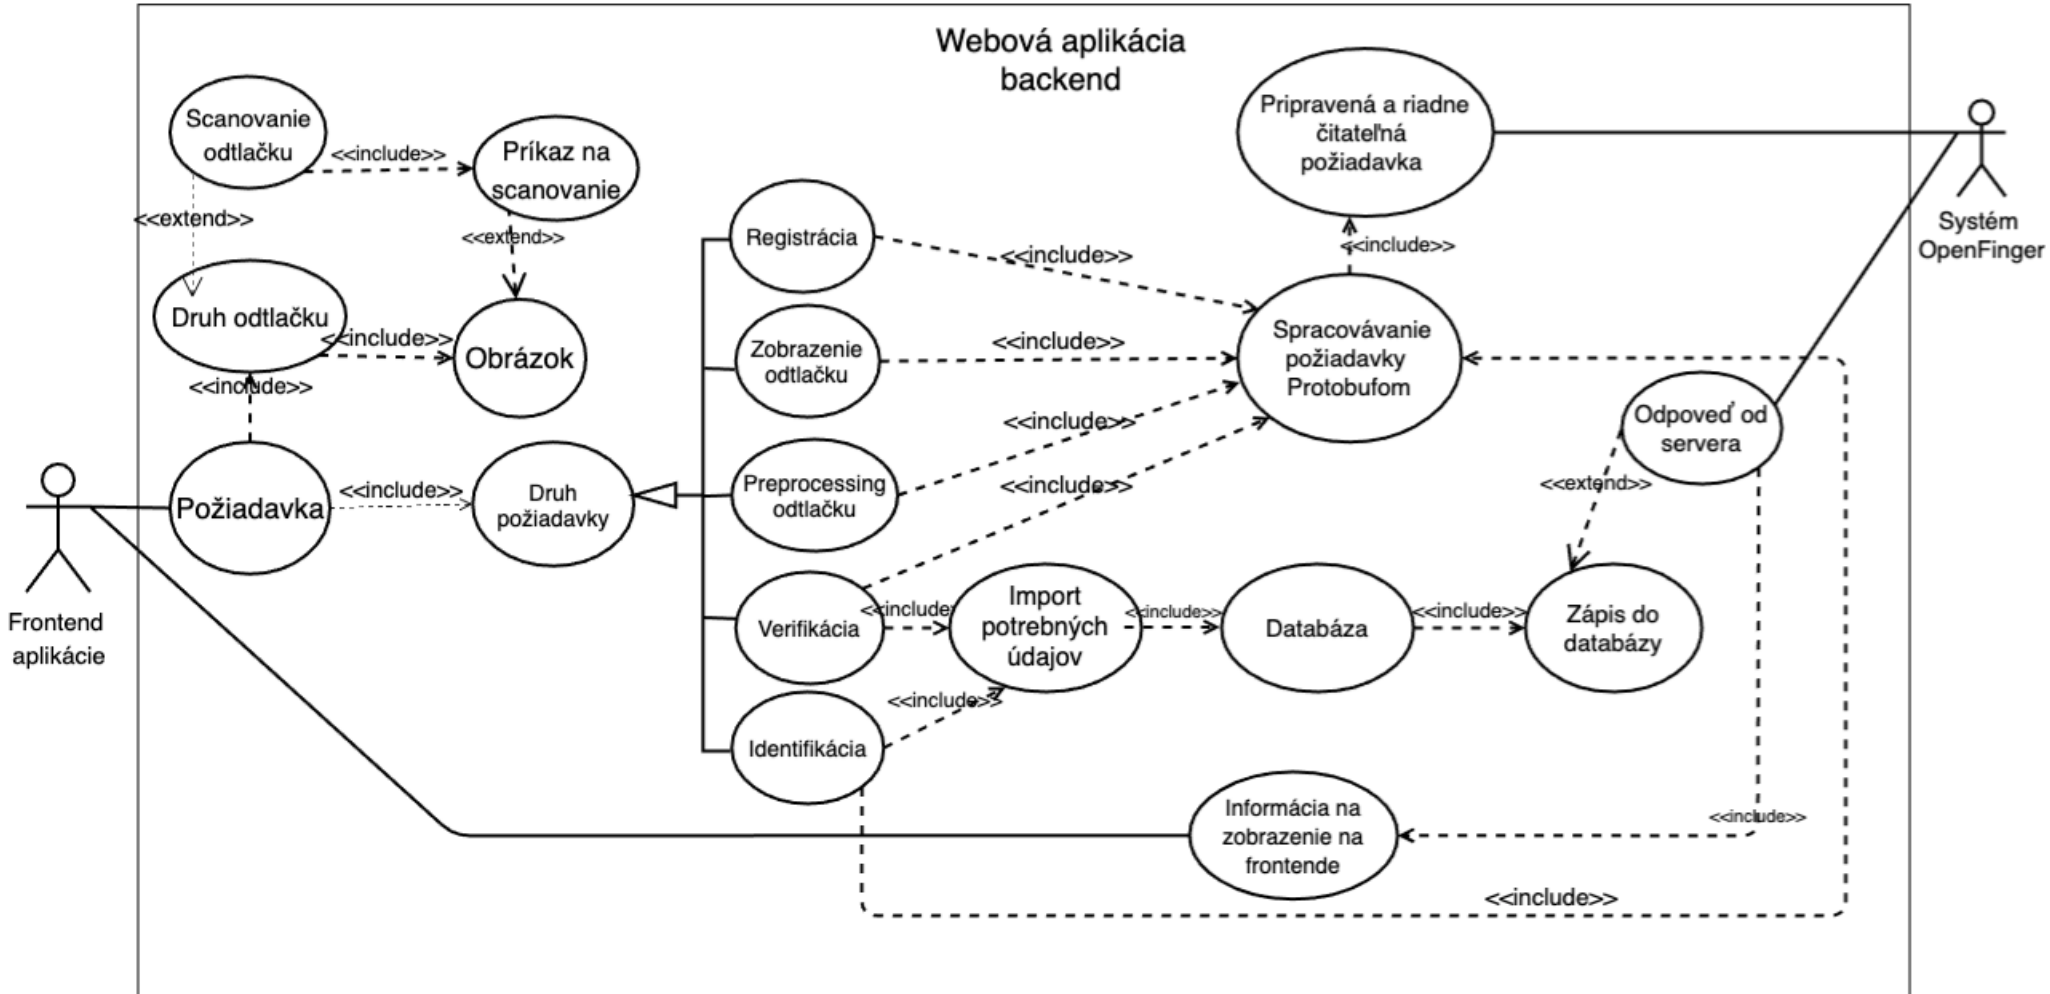 Webová aplikácia
backend
Scanovanie
odtlačku
<<include>>
Príkaz na
scanovanie
<<extend>>
<<extend>>
Druh odtlačku
<<include>>
Obrázok
<<include>>
Požiadavka
<<include>>
Druh
požiadavky
Frontend
aplikácie
Registrácia
<<include>>
Zobrazenie
odtlačku
<<include>>
Preprocessing
odtlačku
<<include>>
<<include>>
Verifikácia
<<include>>
Import
potrebných
údajov
<<include>>
Databáza
<<include>>
Zápis do
databázy
Identifikácia
<<include>>
Pripravená a riadne
čitateľná
požiadavka
<<include>>
Spracovávanie
požiadavky
Protobufom
Odpoveď od
servera
<<extend>>
Systém
OpenFinger
Informácia na
zobrazenie na
frontende
<<include>>
<<include>>